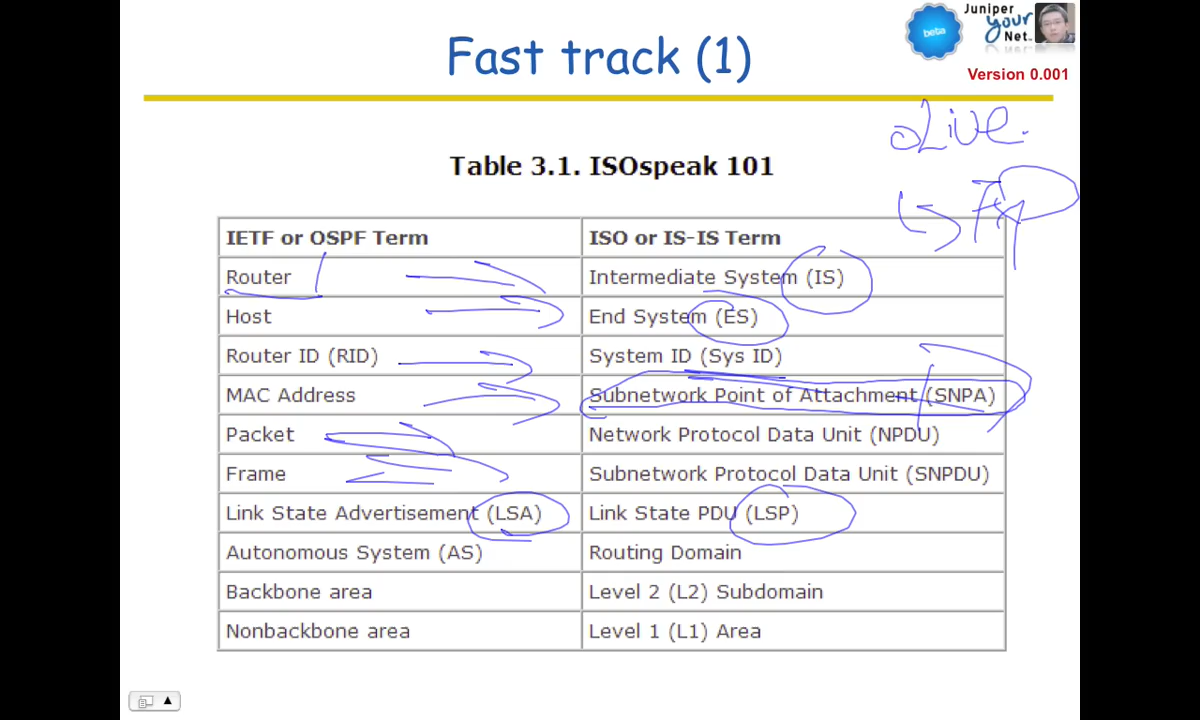 Juniper
your
Net
beta
Version 0.001
Fast track (1)
olive.
Table 3.1. ISOspeak 101
IETF or OSPF Term ISO or IS-IS Term
Router Intermediate System (IS)
Host End System (ES)
Router ID (RID) System ID (Sys ID)
MAC Address Subnetwork Point of Attachment (SNPA)
Packet Network Protocol Data Unit (NPDU)
Frame Subnetwork Protocol Data Unit (SNPDU)
Link State Advertisement (LSA) Link State PDU (LSP)
Autonomous System (AS) Routing Domain
Backbone area Level 2 (L2) Subdomain
Nonbackbone area Level 1 (L1) Area